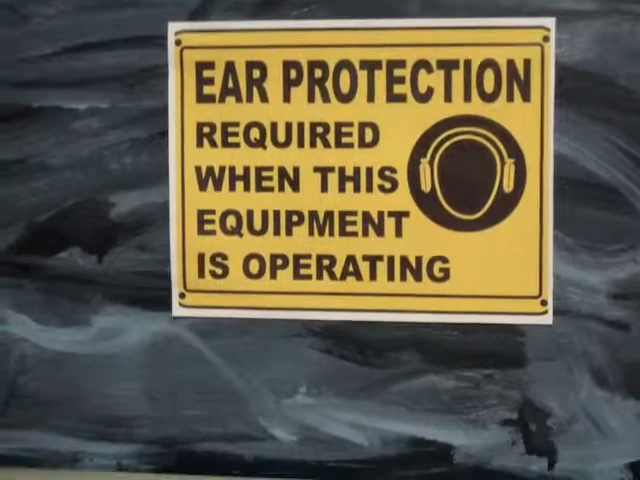 EAR PROTECTION
REQUIRED
WHEN THIS
EQUIPMENT
IS OPERATING